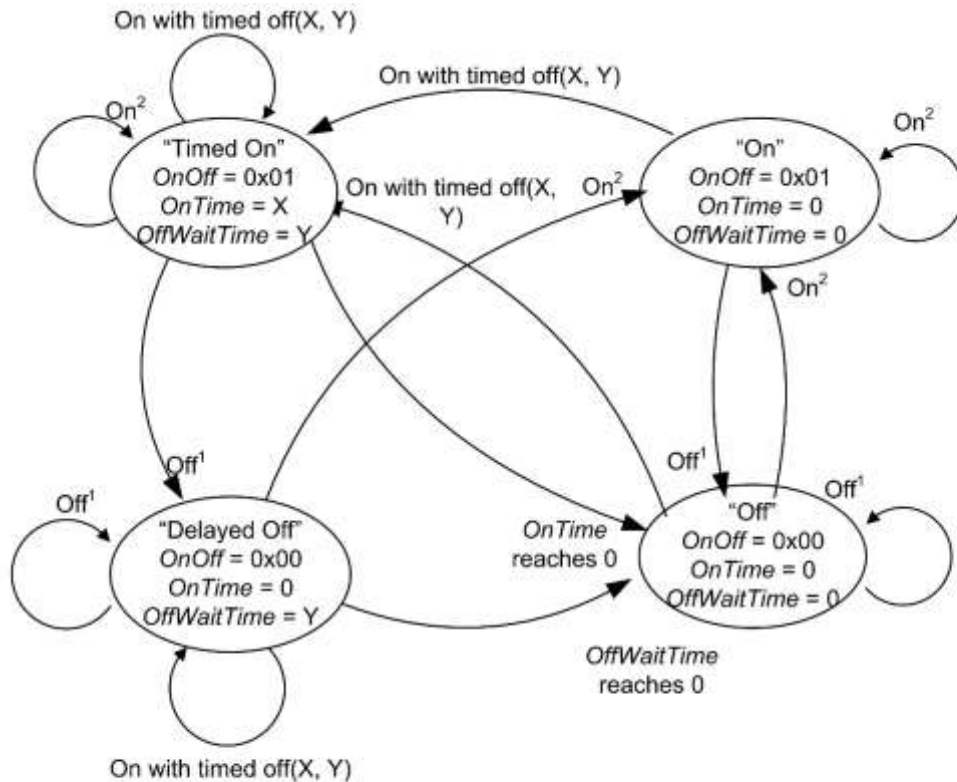 On with timed off(X, Y)
On with timed off(X, Y)
On²
On²
“Timed On”
OnOff = 0x01
OnTime = X
OffWaitTime = Y
On with timed off(X,
Y)
On²
“On”
OnOff = 0x01
OnTime = 0
OffWaitTime = 0
On²
Off¹
Off¹
Off¹
“Delayed Off”
OnOff = 0x00
OnTime = 0
OffWaitTime = Y
OnTime
reaches 0
Off¹
“Off”
OnOff = 0x00
OnTime = 0
OffWaitTime = 0
OffWaitTime
reaches 0
On with timed off(X, Y)